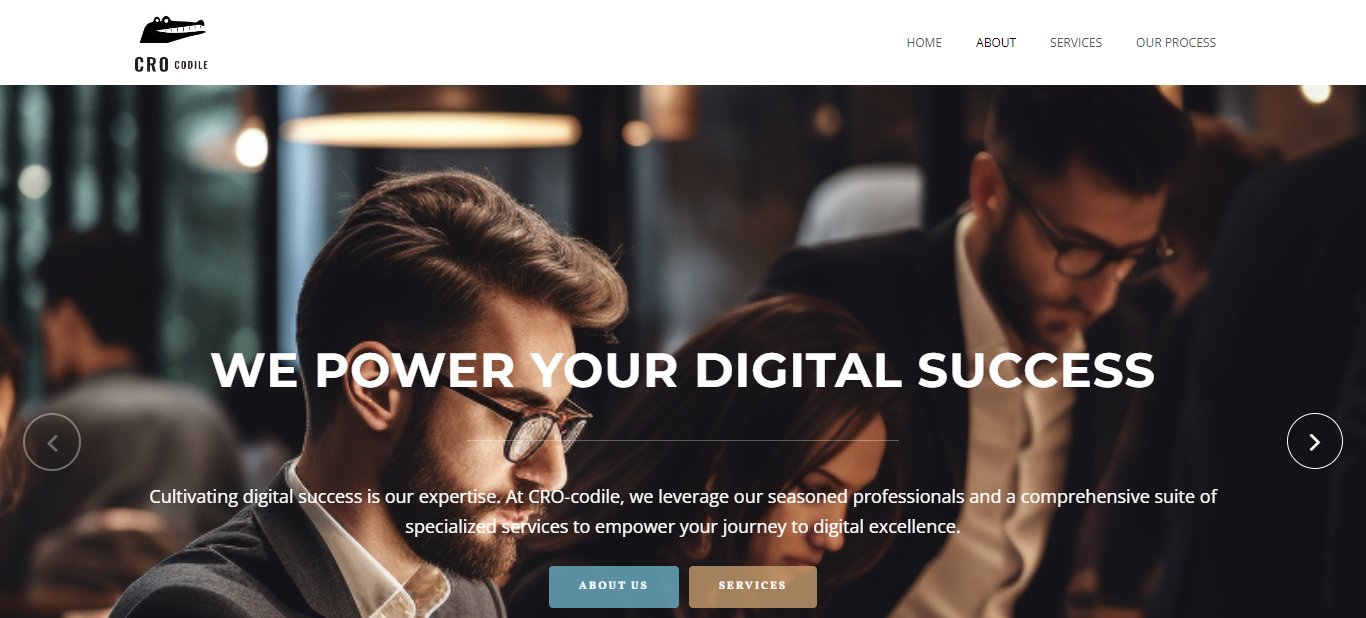 CRO CODILE
HOME ABOUT SERVICES OUR PROCESS
WE POWER YOUR DIGITAL SUCCESS
Cultivating digital success is our expertise. At CRO-codile, we leverage our seasoned professionals and a comprehensive suite of
specialized services to empower your journey to digital excellence.
ABOUT US SERVICES